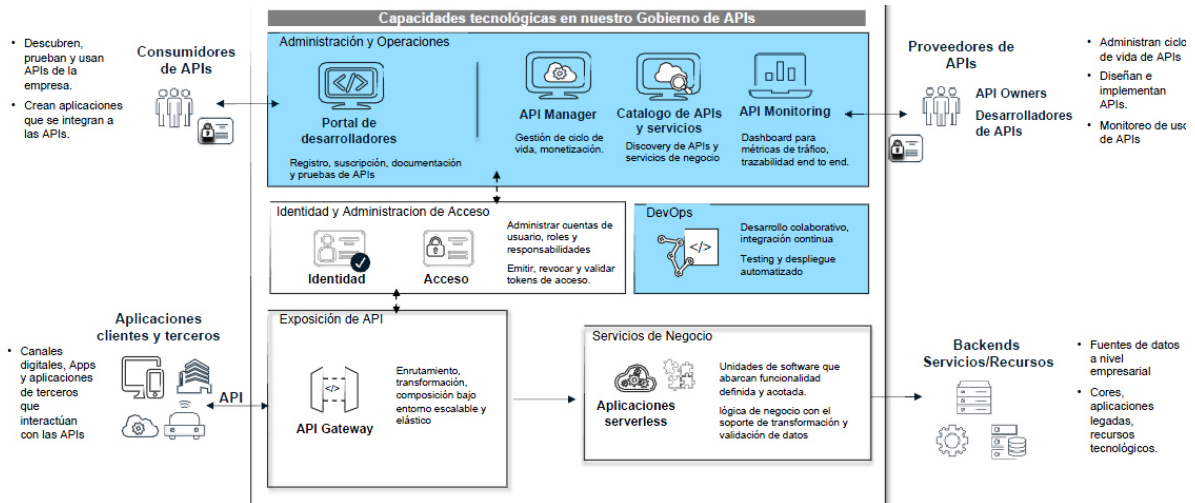 Capacidades tecnológicas en nuestro Gobierno de APIs
• Descubren,
prueban y usan
APIs de la
empresa.
• Crean aplicaciones
que se integran a
las APIs.
Consumidores
de APIs
Administración y Operaciones
</>
Portal de
desarrolladores
Registro, suscripción, documentación
y pruebas de APIs
API Manager
Gestión de ciclo de
vida, monetización.
Catalogo de APIs
y servicios
Discovery de APIs y
servicios de negocio
API Monitoring
Dashboard para
métricas de tráfico,
trazabilidad end to end.
Proveedores de
APIs
API Owners
Desarrolladores
de APIs
• Administran ciclo
de vida de APIs
• Diseñan e
implementan
APIs.
• Monitoreo de uso
de APIs
Identidad y Administracion de Acceso
Identidad
Acceso
Administrar cuentas de
usuario, roles y
responsabilidades
Emitir, revocar y validar
tokens de acceso.
DevOps
</>
Desarrollo colaborativo,
integración continua
Testing y despliegue
automatizado
Aplicaciones
clientes y terceros
• Canales
digitales, Apps
y aplicaciones
de terceros
que
interactúan
con las APIs
API
Exposición de API
</>
API Gateway
Enrutamiento,
transformación,
composición bajo
entorno escalable y
elástico
Servicios de Negocio
Aplicaciones
serverless
Unidades de software que
abarcan funcionalidad
definida y acotada.
lógica de negocio con el
soporte de transformación y
validación de datos
Backends
Servicios/Recursos
• Fuentes de datos
a nivel
empresarial
• Cores,
aplicaciones
legadas,
recursos
tecnológicos.